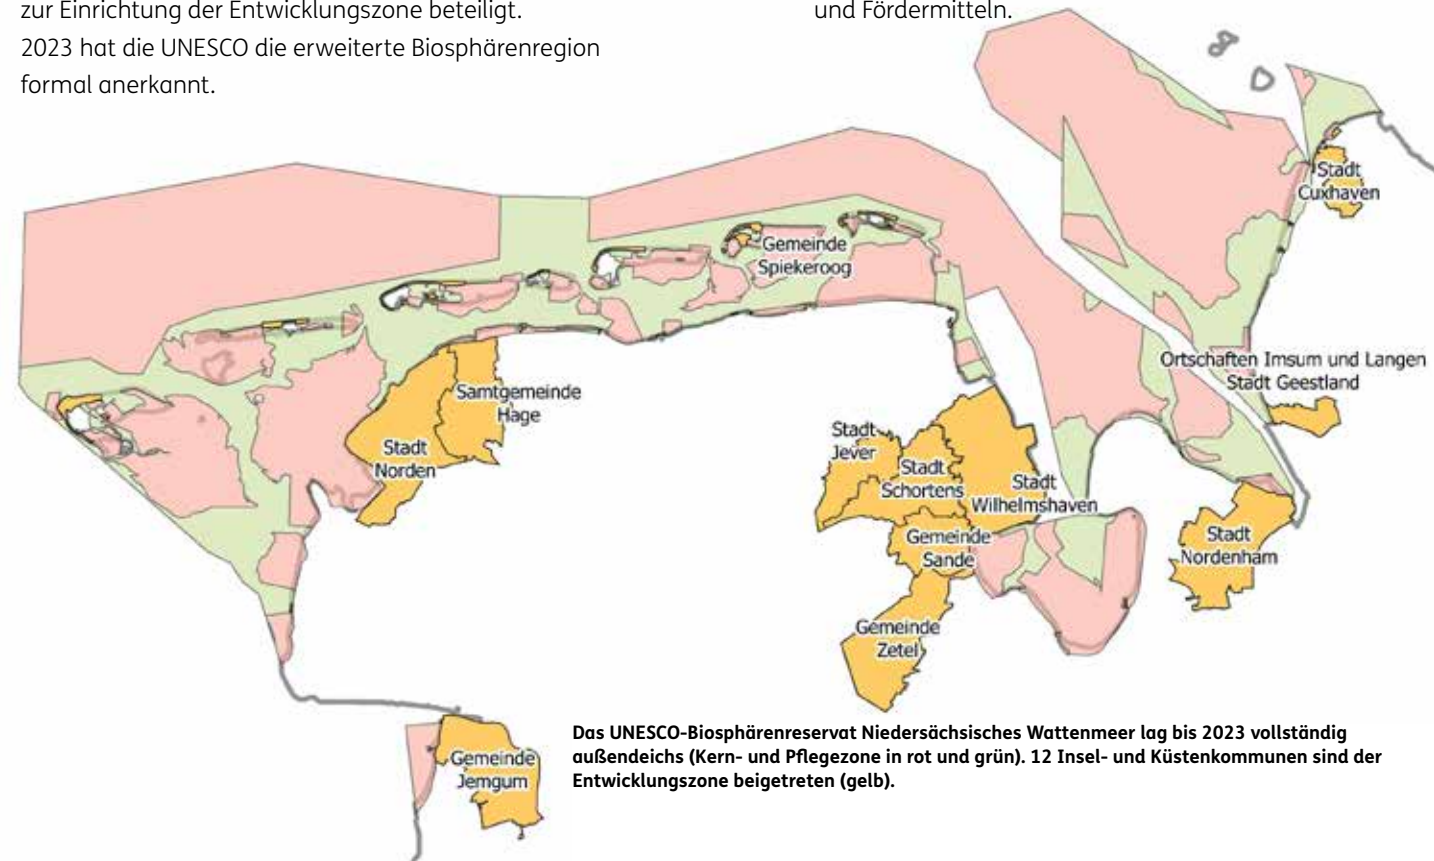 zur Einrichtung der Entwicklungszone beteiligt.
2023 hat die UNESCO die erweiterte Biosphärenregion
formal anerkannt.
und Fördermitteln.
Stadt
Cuxhaven
Gemeinde
Spiekeroog
Ortschaften Imsum und Langen
Stadt Geestland
Samtgemeinde
Hage
Stadt
Norden
Stadt
Jever
Stadt
Schortens
Stadt
Wilhelmshaven
Gemeinde
Sande
Stadt
Nordenham
Gemeinde
Zetel
Gemeinde
Jemgum
Das UNESCO-Biosphärenreservat Niedersächsisches Wattenmeer lag bis 2023 vollständig
außendeichs (Kern- und Pflegezone in rot und grün). 12 Insel- und Küstenkommunen sind der
Entwicklungszone beigetreten (gelb).